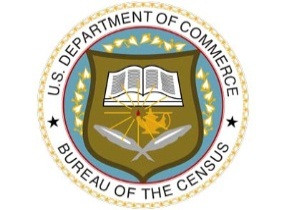 U.S. DEPARTMENT OF COMMERCE
BUREAU OF THE CENSUS